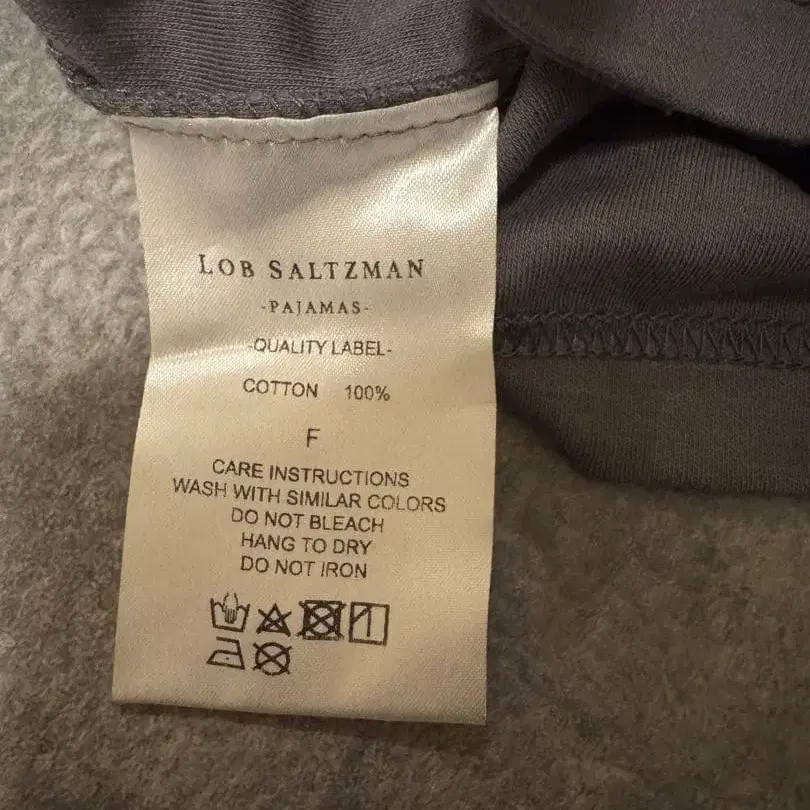 LOB SALTZMAN
-PAJAMAS-
-QUALITY LABEL-
COTTON 100%
F
CARE INSTRUCTIONS
WASH WITH SIMILAR COLORS
DO NOT BLEACH
HANG TO DRY
DO NOT IRON